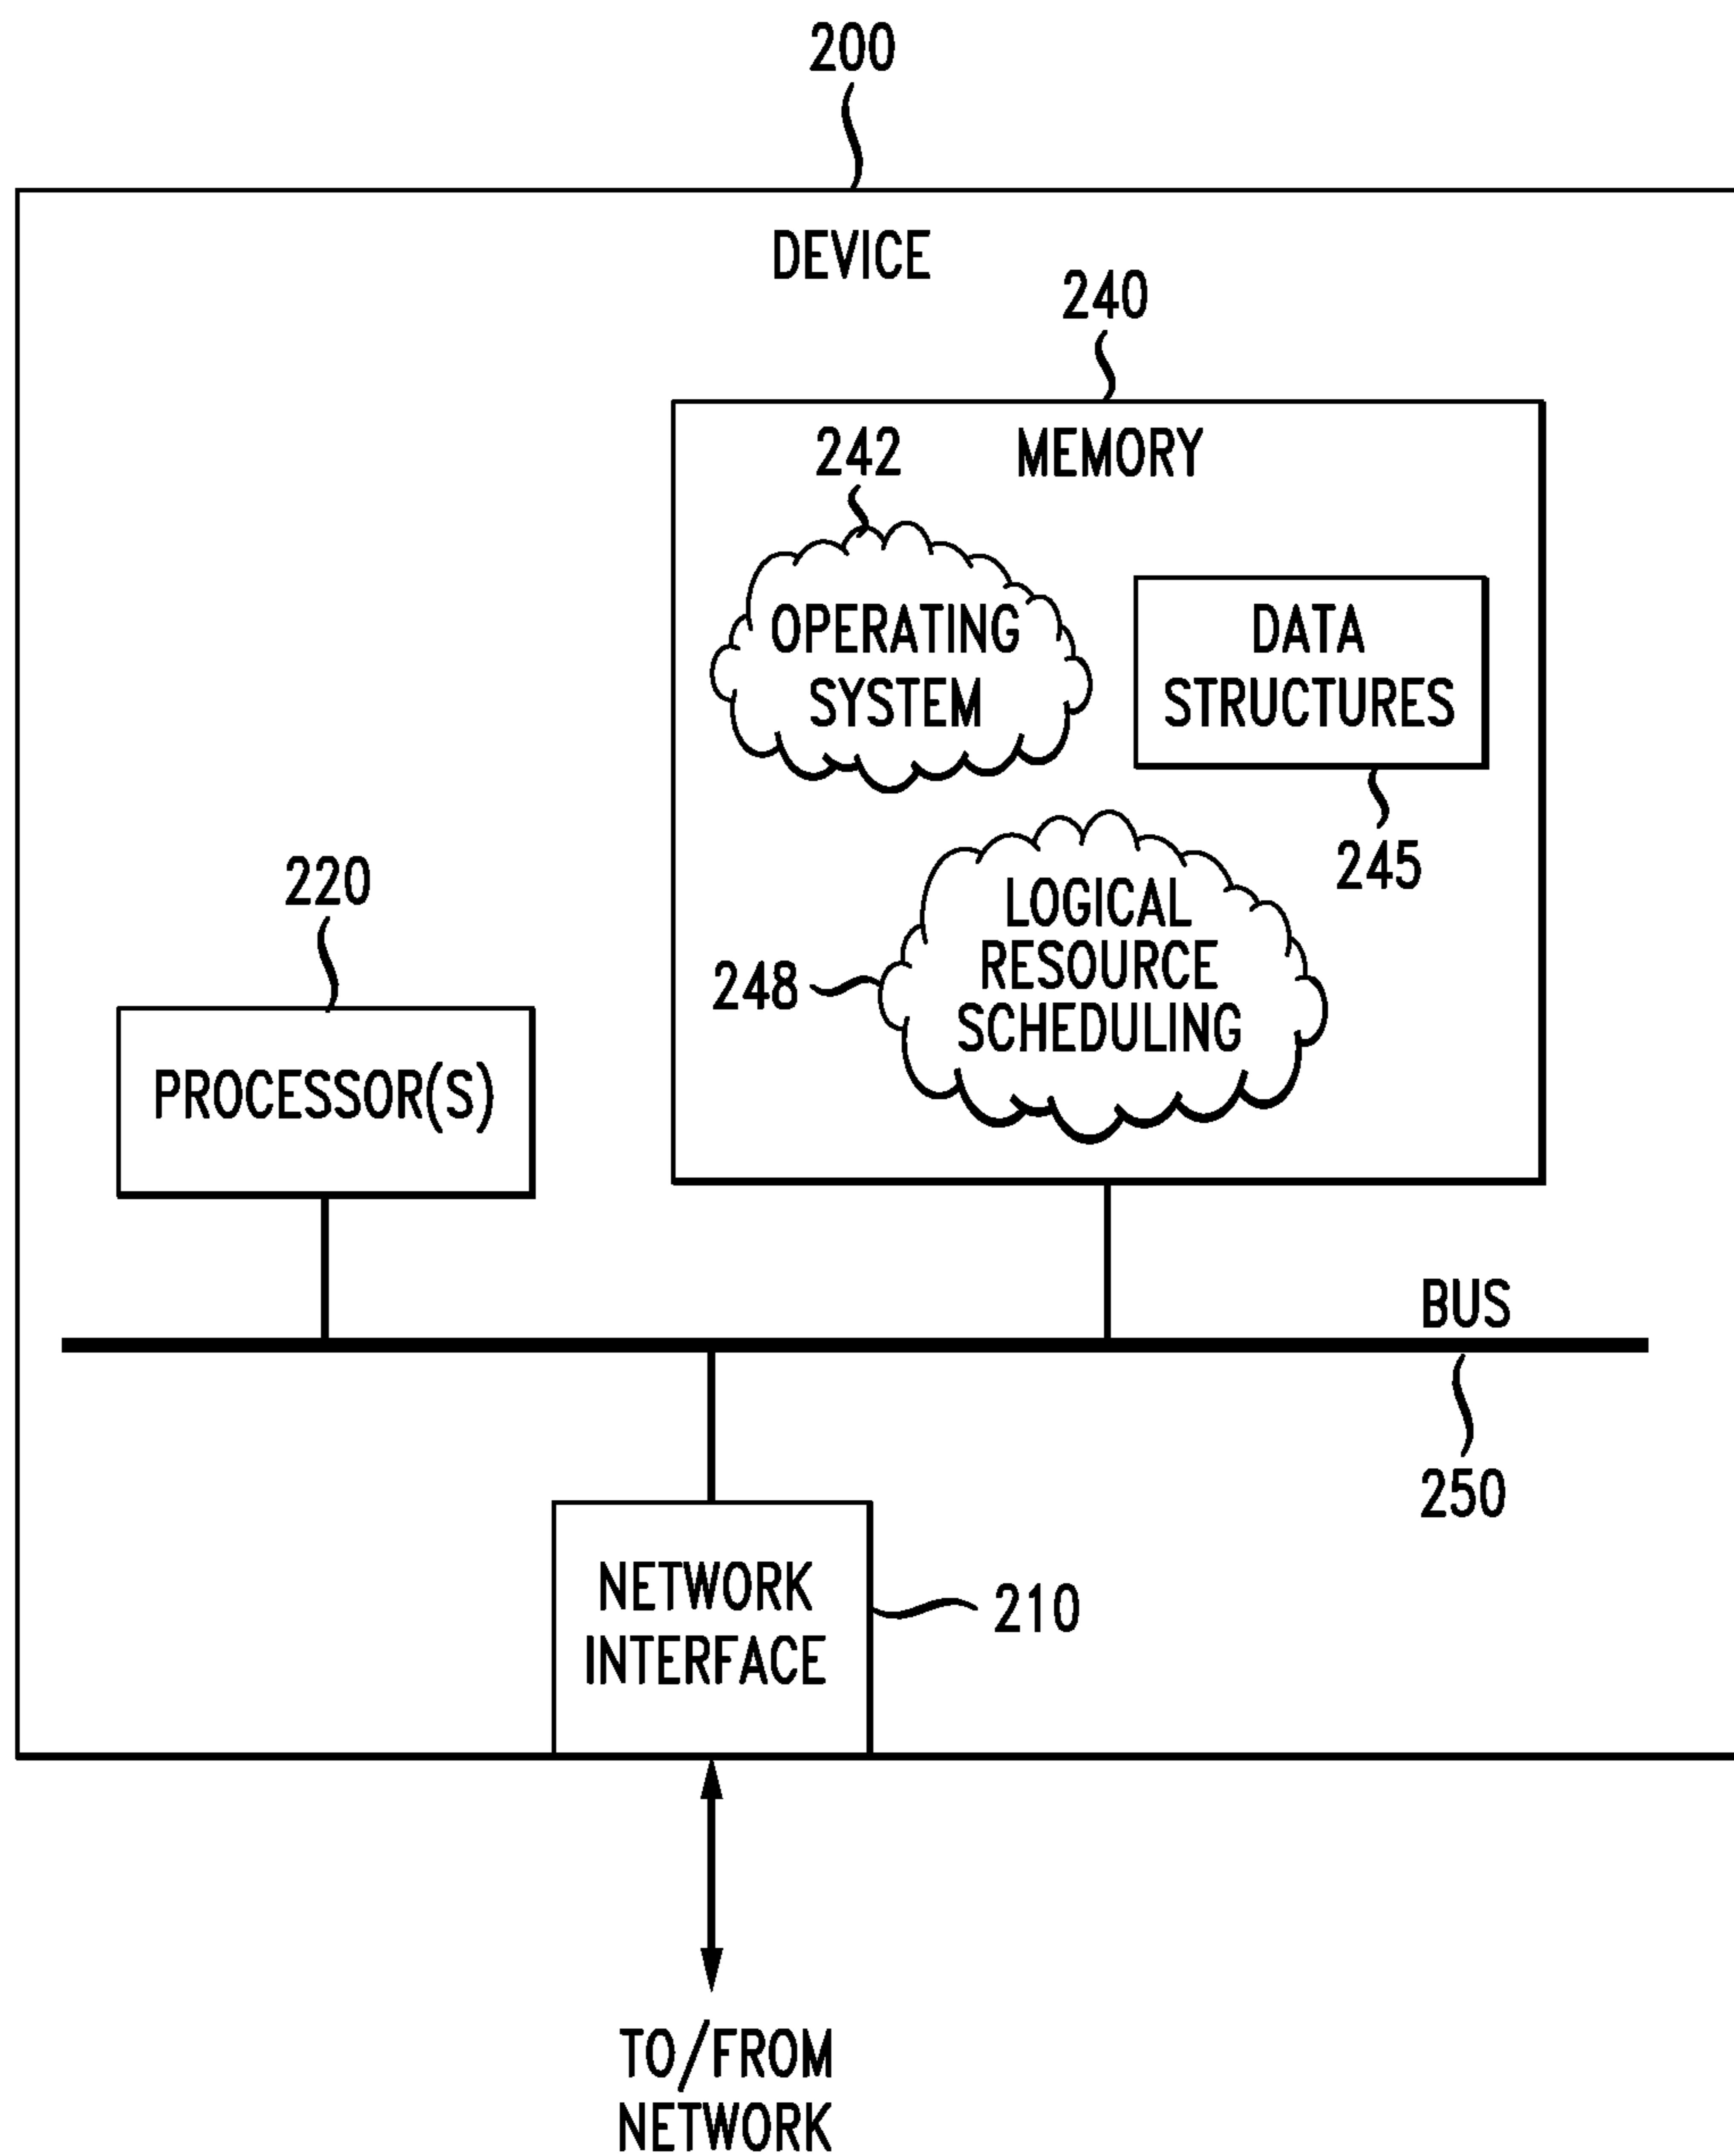 200
DEVICE
240
MEMORY
242
OPERATING
SYSTEM
DATA
STRUCTURES
245
LOGICAL
RESOURCE
SCHEDULING
248
220
PROCESSOR(S)
BUS
250
NETWORK
INTERFACE
210
TO/FROM
NETWORK